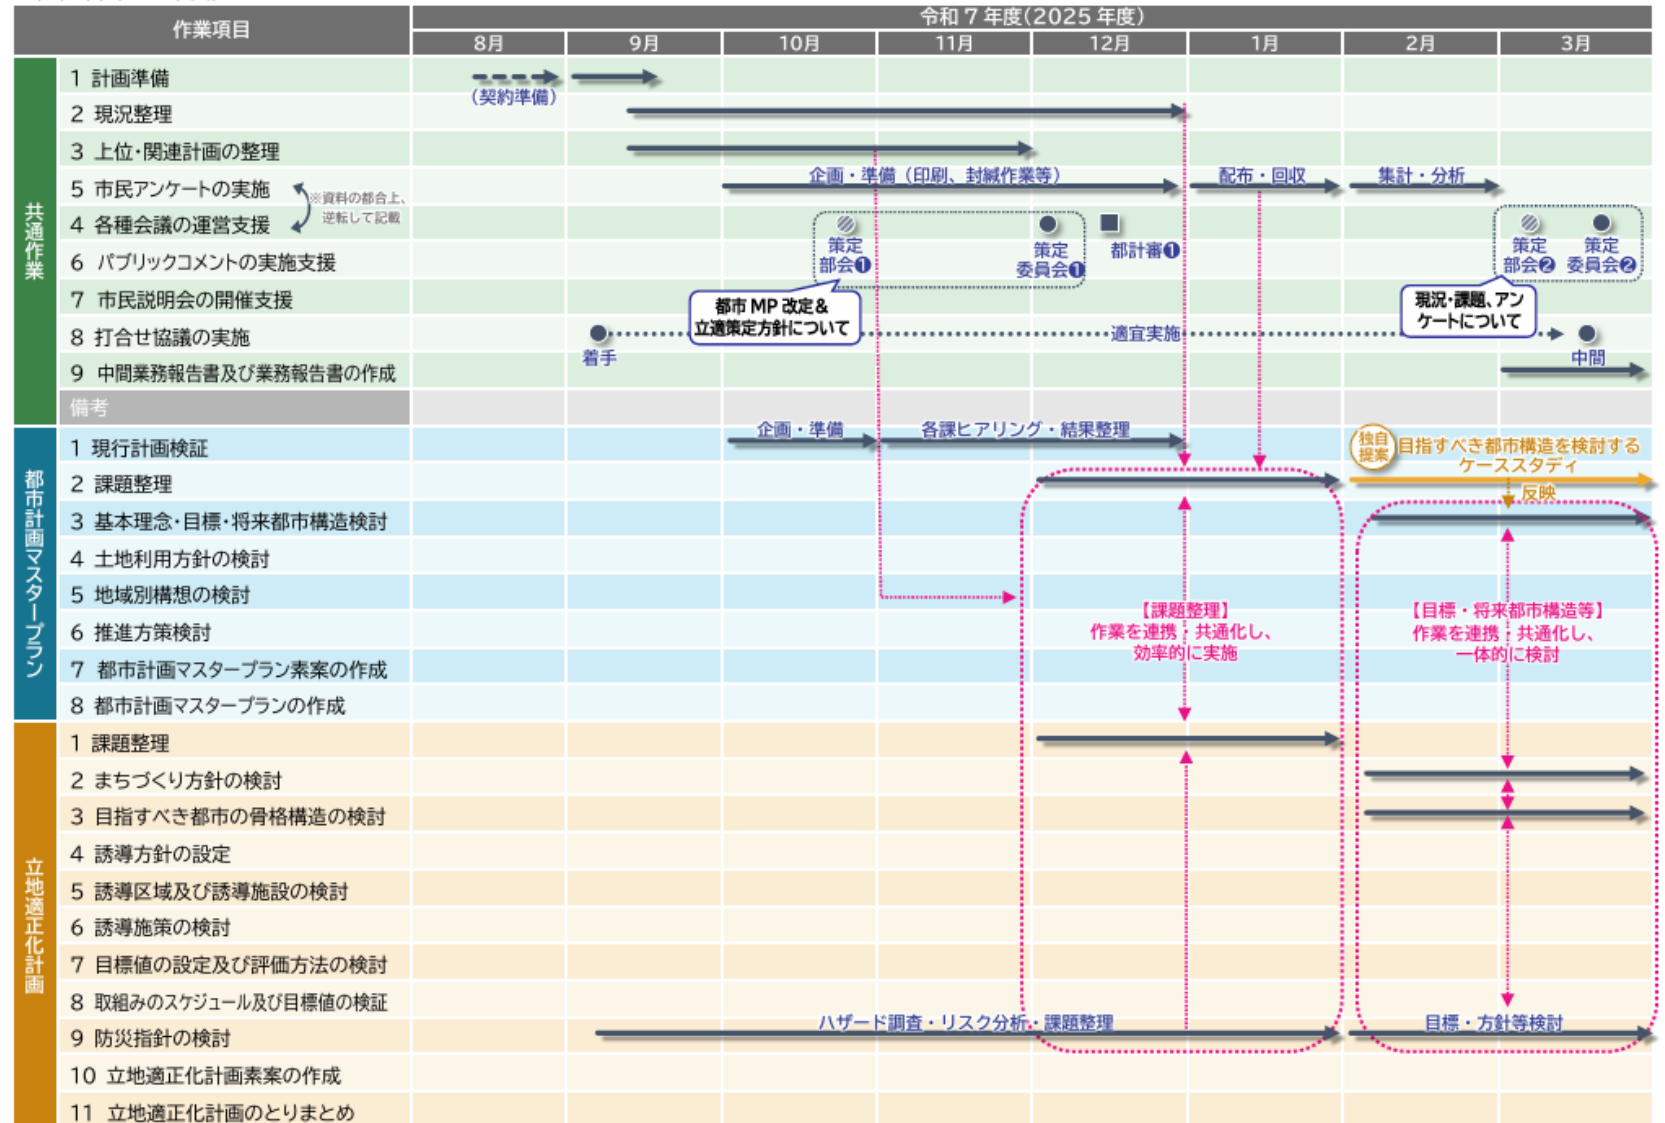 作業項目
令和7年度(2025年度)
8月 9月 10月 11月 12月 1月 2月 3月
共通作業
1 計画準備
(契約準備)
2 現況整理
3 上位・関連計画の整理
5 市民アンケートの実施
※資料の都合上、
逆転して記載
企画・準備(印刷、封緘作業等)
配布・回収
集計・分析
4 各種会議の運営支援
策定
部会❶
策定
委員会❶
都計審❶
策定
部会❷
策定
委員会❷
6 パブリックコメントの実施支援
7 市民説明会の開催支援
都市MP改定&
立適策定方針について
現況・課題、アン
ケートについて
8 打合せ協議の実施
着手
適宜実施
中間
9 中間業務報告書及び業務報告書の作成
備考
都市計画マスタープラン
1 現行計画検証
企画・準備
各課ヒアリング・結果整理
独自
提案
目指すべき都市構造を検討する
ケーススタディ
2 課題整理
反映
3 基本理念・目標・将来都市構造検討
4 土地利用方針の検討
5 地域別構想の検討
6 推進方策検討
【課題整理】
作業を連携・共通化し、
効率的に実施
【目標・将来都市構造等】
作業を連携・共通化し、
一体的に検討
7 都市計画マスタープラン素案の作成
8 都市計画マスタープランの作成
立地適正化計画
1 課題整理
2 まちづくり方針の検討
3 目指すべき都市の骨格構造の検討
4 誘導方針の設定
5 誘導区域及び誘導施設の検討
6 誘導施策の検討
7 目標値の設定及び評価方法の検討
8 取組みのスケジュール及び目標値の検証
9 防災指針の検討
ハザード調査・リスク分析・課題整理
目標・方針等検討
10 立地適正化計画素案の作成
11 立地適正化計画のとりまとめ